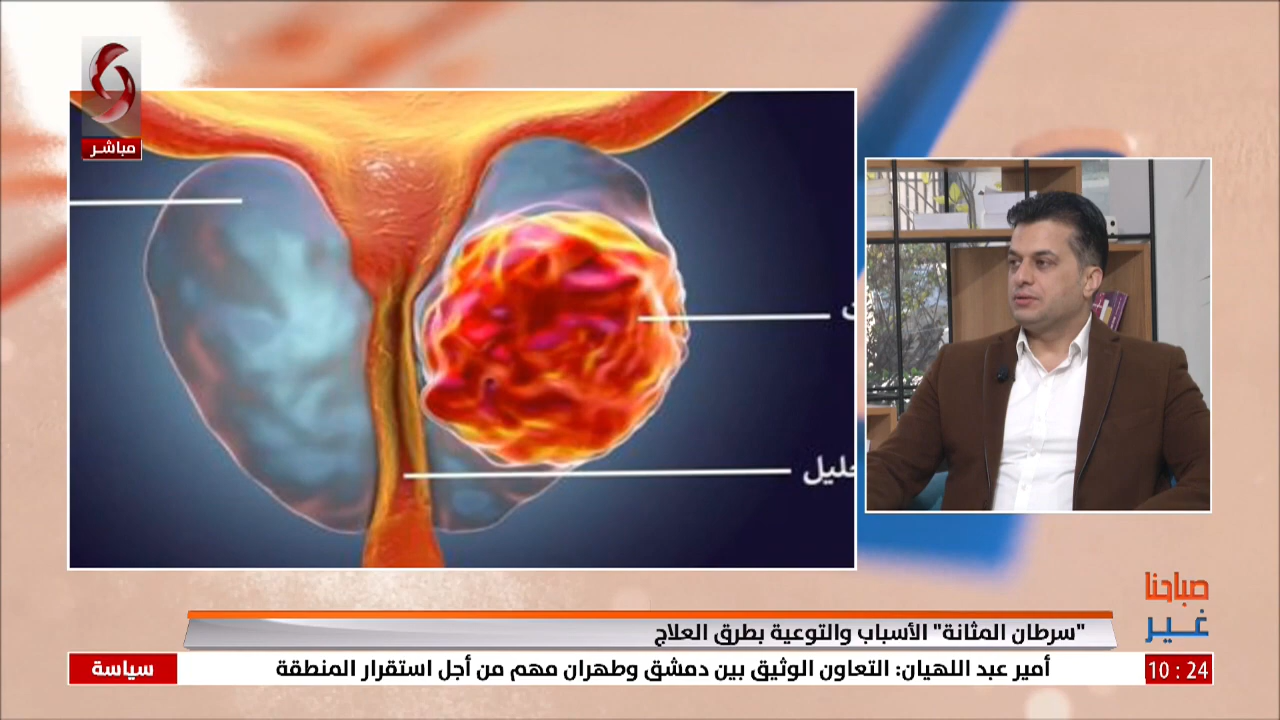 مباشر
صباحنا
غير
"سرطان المثانة" الأسباب والتوعية بطرق العلاج
أمير عبد اللهيان: التعاون الوثيق بين دمشق وطهران مهم من أجل استقرار المنطقة
سياسة
10 : 24